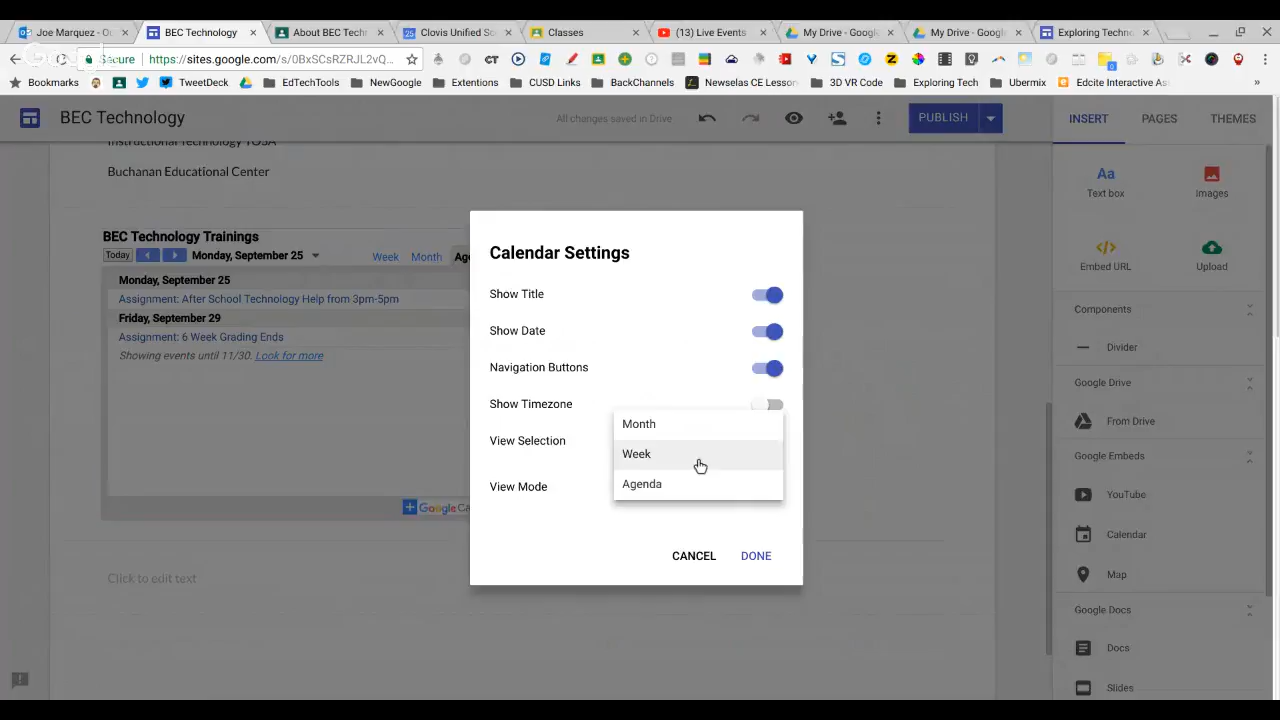 Joe Marquez - Ou
BEC Technology
About BEC Techn
Clovis Unified Sc
Classes
(13) Live Events
My Drive - Google
My Drive - Googl
Exploring Techno
Secure
https://sites.google.com/s/0BxSCsRZRJL2vQ...
Bookmarks
TweetDeck
EdTechTools
NewGoogle
Extentions
CUSD Links
BackChannels
Newselas CE Lesson
3D VR Code
Exploring Tech
Ubermix
Edcite Interactive As
»
BEC Technology
All changes saved in Drive
PUBLISH
INSERT
PAGES
THEMES
Instructional Technology TOSA
Buchanan Educational Center
BEC Technology Trainings
Today
Monday, September 25
Week
Month
Age
Monday, September 25
Assignment: After School Technology Help from 3pm-5pm
Friday, September 29
Assignment: 6 Week Grading Ends
Showing events until 11/30. Look for more
Google Ca
Click to edit text
Calendar Settings
Show Title
Show Date
Navigation Buttons
Show Timezone
View Selection
View Mode
Month
Week
Agenda
CANCEL
DONE
Aa
Text box
Images
Embed URL
Upload
Components
Divider
Google Drive
From Drive
Google Embeds
YouTube
Calendar
Map
Google Docs
Docs
Slides